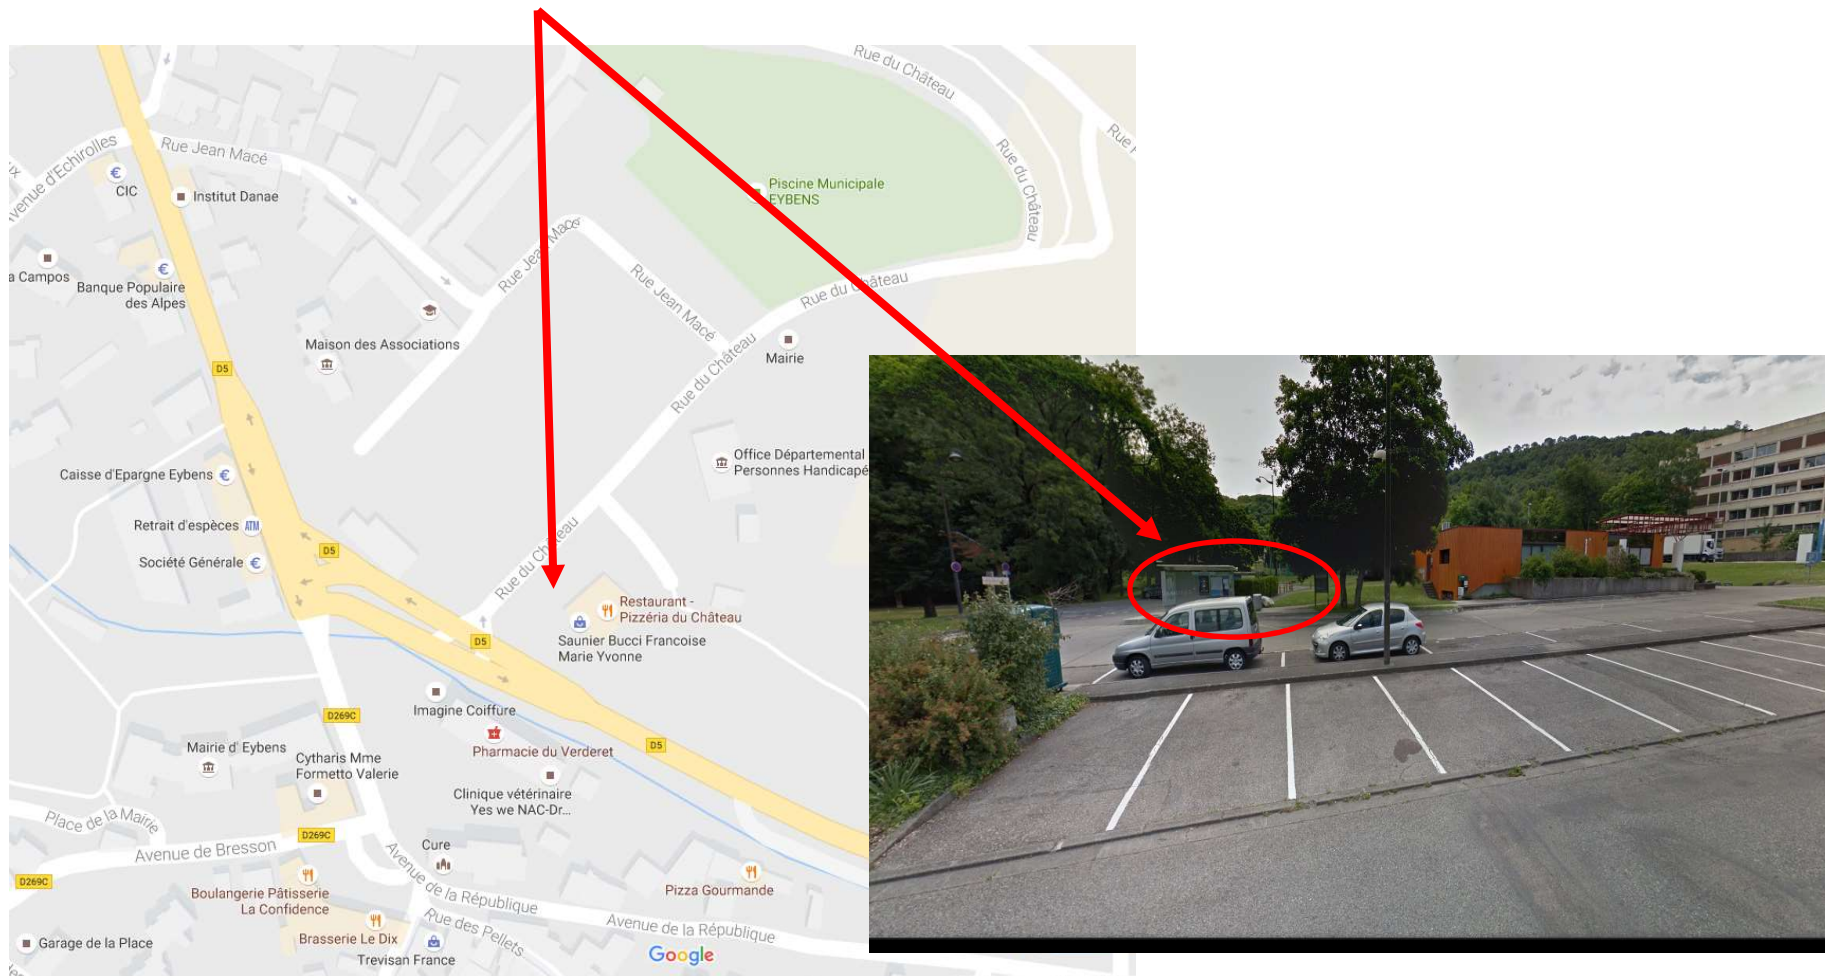 Rue du Château
Rue du Château
Rue Jean Macé
Avenue d'Echirolles
CIC
Institut Danae
Piscine Municipale
EYBENS
Rue du Château
a Campos
Banque Populaire
des Alpes
Rue Jean Macé
Rue Jean Macé
Rue du Château
Maison des Associations
Mairie
D5
Rue du Château
Office Départemental
Personnes Handicapé
Caisse d'Epargne Eybens
Retrait d'espèces
ATM
D5
Société Générale
Rue du Château
Restaurant -
Pizzéria du Château
D5
Saunier Bucci Francoise
Marie Yvonne
Imagine Coiffure
D269C
Pharmacie du Verderet
D5
Mairie d' Eybens
Cytharis Mme
Formetto Valerie
Clinique vétérinaire
Yes we NAC-Dr...
Place de la Mairie
D269C
Avenue de Bresson
Cure
D269C
Boulangerie Pâtisserie
La Confidence
Avenue de la République
Pizza Gourmande
Rue des Pellets
Avenue de la République
Garage de la Place
Brasserie Le Dix
Trevisan France
Google